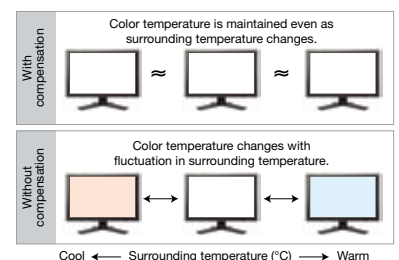 With
compensation
Color temperature is maintained even as
surrounding temperature changes.
≈ ≈
Without
compensation
Color temperature changes with
fluctuation in surrounding temperature.
Cool ← Surrounding temperature (°C) → Warm